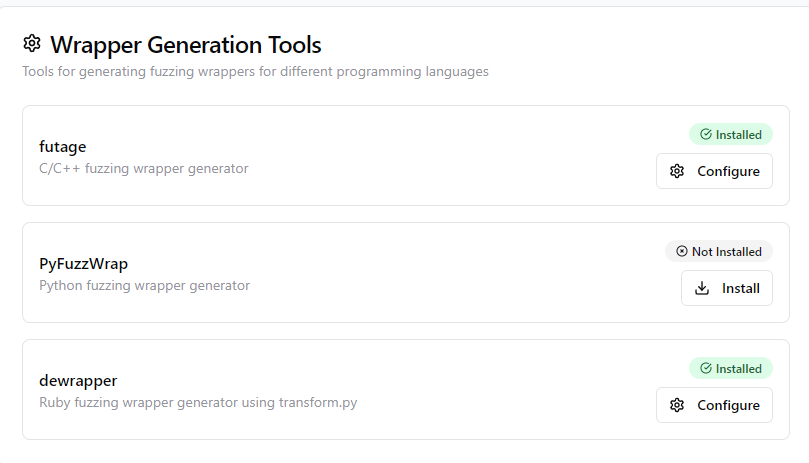 Wrapper Generation Tools
Tools for generating fuzzing wrappers for different programming languages
futage
C/C++ fuzzing wrapper generator
Installed
Configure
PyFuzzWrap
Python fuzzing wrapper generator
Not Installed
Install
dewrapper
Ruby fuzzing wrapper generator using transform.py
Installed
Configure